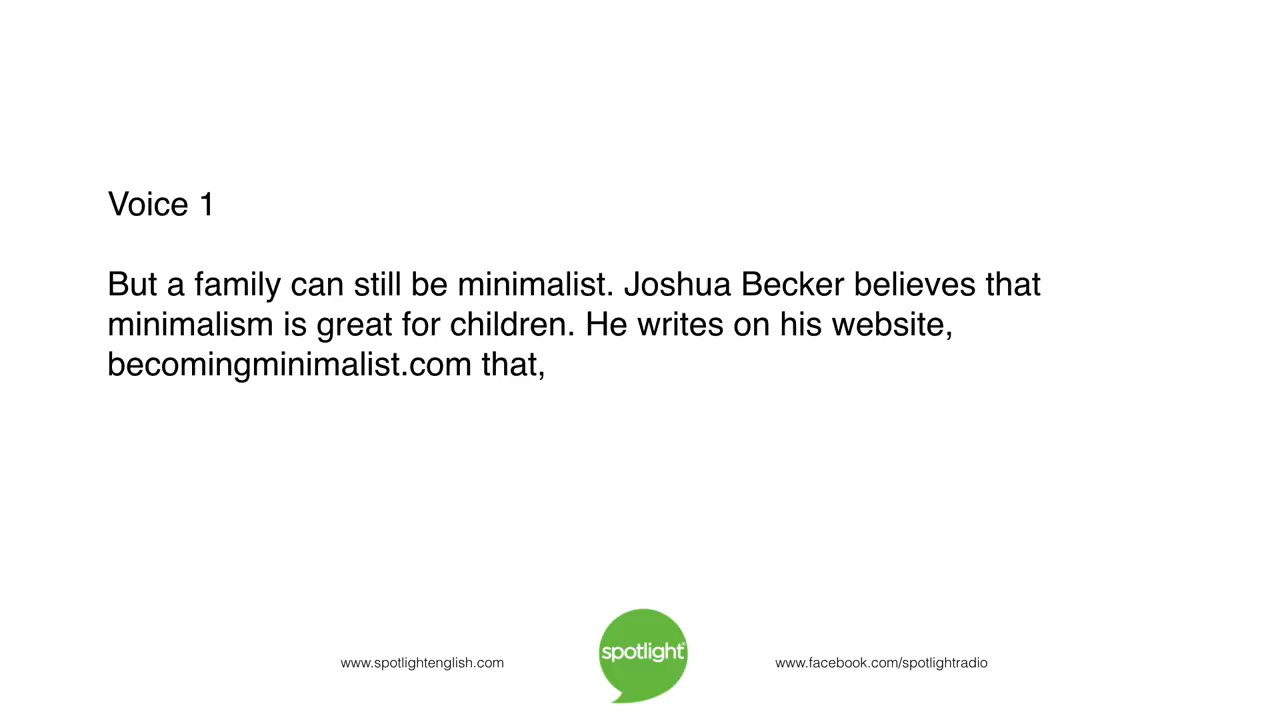 Voice 1
But a family can still be minimalist. Joshua Becker believes that
minimalism is great for children. He writes on his website,
becomingminimalist.com that,
www.spotlightenglish.com
spotlight®
www.facebook.com/spotlightradio